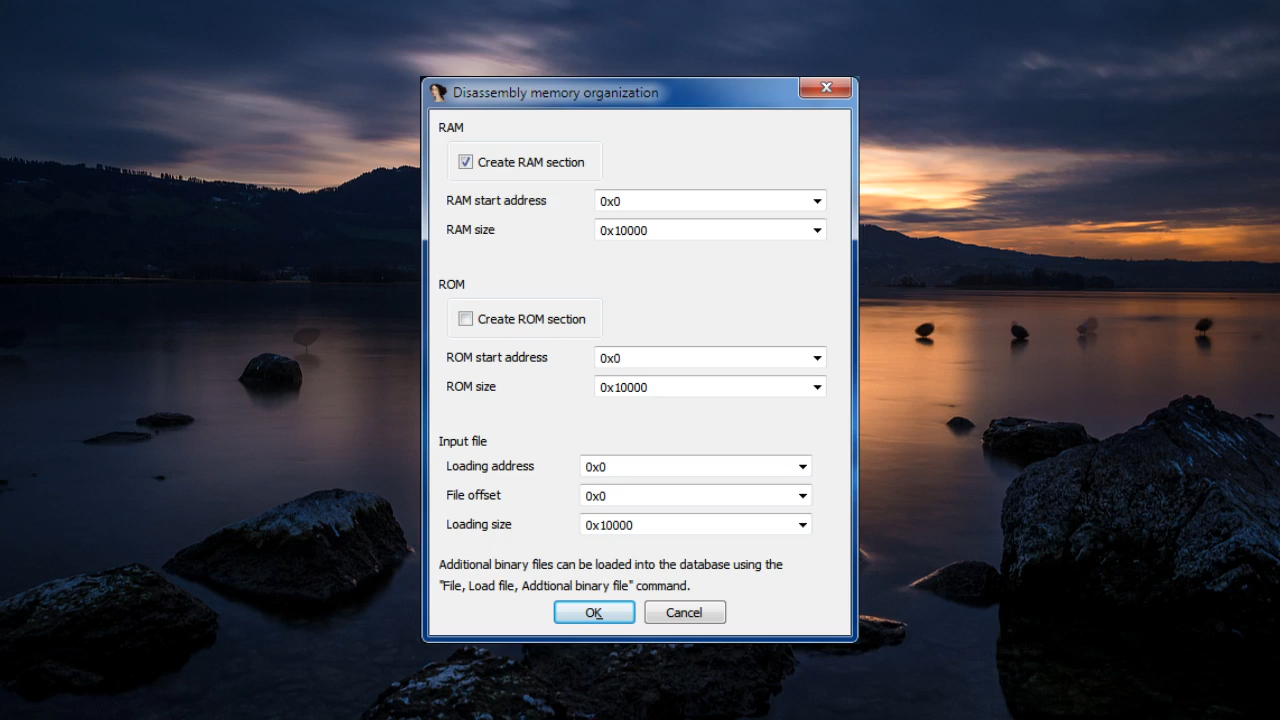 Disassembly memory organization
RAM
Create RAM section
RAM start address 0x0
RAM size 0x10000
ROM
Create ROM section
ROM start address 0x0
ROM size 0x10000
Input file
Loading address 0x0
File offset 0x0
Loading size 0x10000
Additional binary files can be loaded into the database using the
"File, Load file, Addtional binary file" command.
OK Cancel